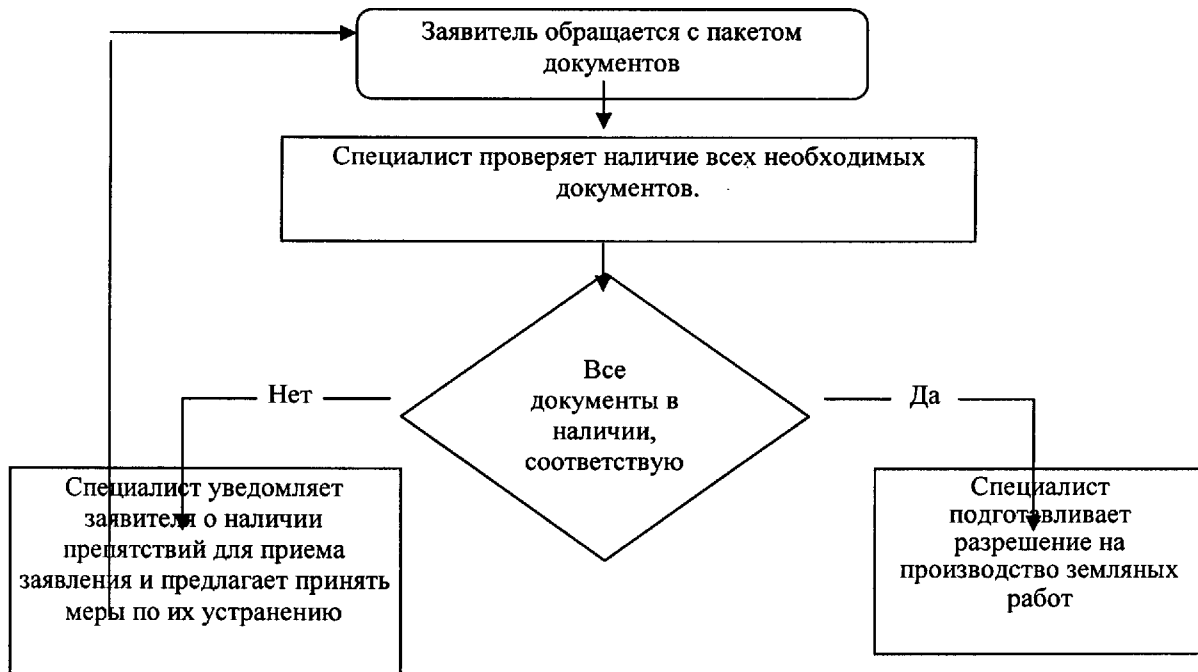 Заявитель обращается с пакетом
документов
Специалист проверяет наличие всех необходимых
документов.
Все
документы в
наличии,
соответствую
Нет
Да
Специалист уведомляет
заявителя о наличии
препятствий для приема
заявления и предлагает принять
меры по их устранению
Специалист
подготавливает
разрешение на
производство земляных
работ